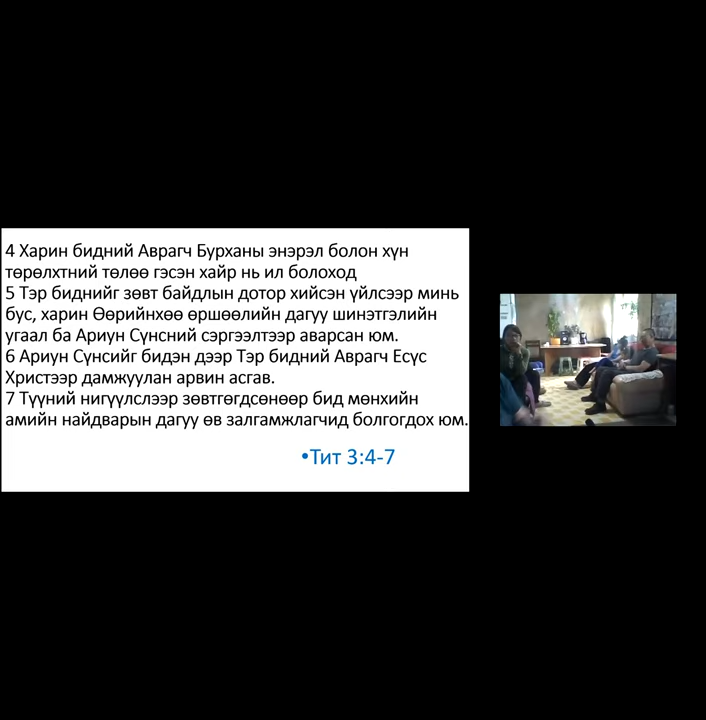 4 Харин бидний Аврагч Бурханы энэрэл болон хүн
төрөлхтний төлөө гэсэн хайр нь ил болоход
5 Тэр биднийг зөвт байдлын дотор хийсэн үйлсээр минь
бус, харин Өөрийнхөө өршөөлийн дагуу шинэтгэлийн
угаал ба Ариун Сүнсний сэргээлтээр аварсан юм.
6 Ариун Сүнсийг бидэн дээр Тэр бидний Аврагч Есүс
Христээр дамжуулан арвин асгав.
7 Түүний нигүүлслээр зөвтгөгдсөнөөр бид мөнхийн
амийн найдварын дагуу өв залгамжлагчид болгогдох юм.
•Тит 3:4-7